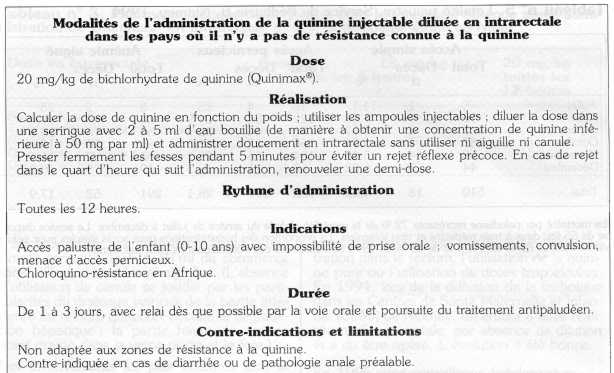 Modalités de l'administration de la quinine injectable diluée en intrarectale
dans les pays où il n'y a pas de résistance connue à la quinine
Dose
20 mg/kg de bichlorhydrate de quinine (Quinimax®).
Réalisation
Calculer la dose de quinine en fonction du poids ; utiliser les ampoules injectables ; diluer la dose dans
une seringue avec 2 à 5 ml d'eau bouillie (de manière à obtenir une concentration de quinine infé-
rieure à 50 mg par ml) et administrer doucement en intrarectale sans utiliser ni aiguille ni canule.
Presser fermement les fesses pendant 5 minutes pour éviter un rejet réflexe précoce. En cas de rejet
dans le quart d'heure qui suit l'administration, renouveler une demi-dose.
Rythme d'administration
Toutes les 12 heures.
Indications
Accès palustre de l'enfant (0-10 ans) avec impossibilité de prise orale : vomissements, convulsion,
menace d'accès pernicieux.
Chloroquino-résistance en Afrique.
Durée
De 1 à 3 jours, avec relai dès que possible par la voie orale et poursuite du traitement antipaludéen.
Contre-indications et limitations
Non adaptée aux zones de résistance à la quinine.
Contre-indiquée en cas de diarrhée ou de pathologie anale préalable.